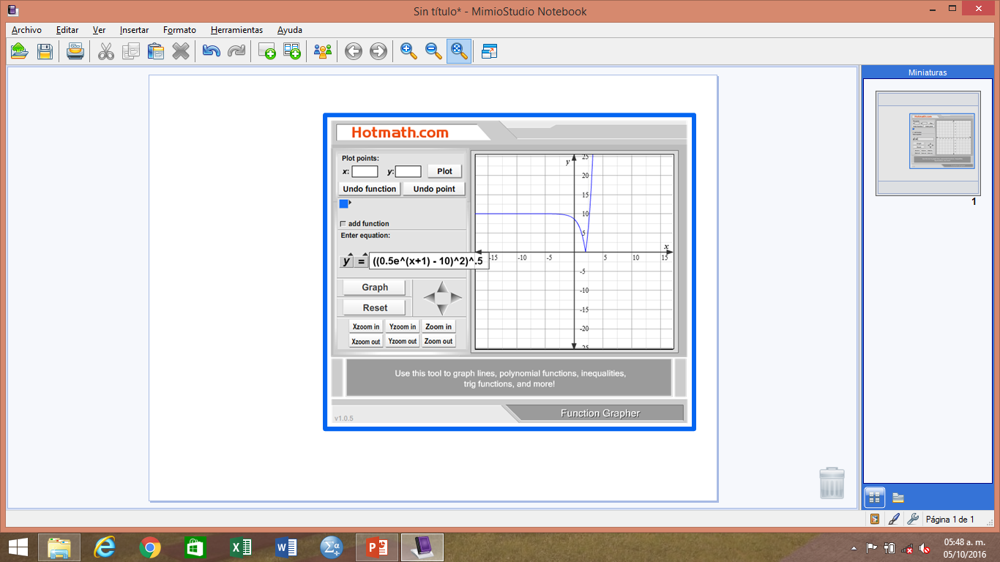 Sin título* - MimioStudio Notebook
Archivo Editar Ver Insertar Formato Herramientas Ayuda
Miniaturas
Hotmath.com
Plot points:
x: y: Plot
Undo function Undo point
add function
Enter equation:
y = ((0.5e^(x+1) - 10)^2)^.5
Graph
Reset
Xzoom in Yzoom in Zoom in
Xzoom out Yzoom out Zoom out
y
25
20
15
10
5
x
-15 -10 -5 5 10 15
-5
-10
-15
-20
25
Use this tool to graph lines, polynomial functions, inequalities,
trig functions, and more!
v1.0.5
Function Grapher
1
Página 1 de 1
05:48 a. m.
05/10/2016